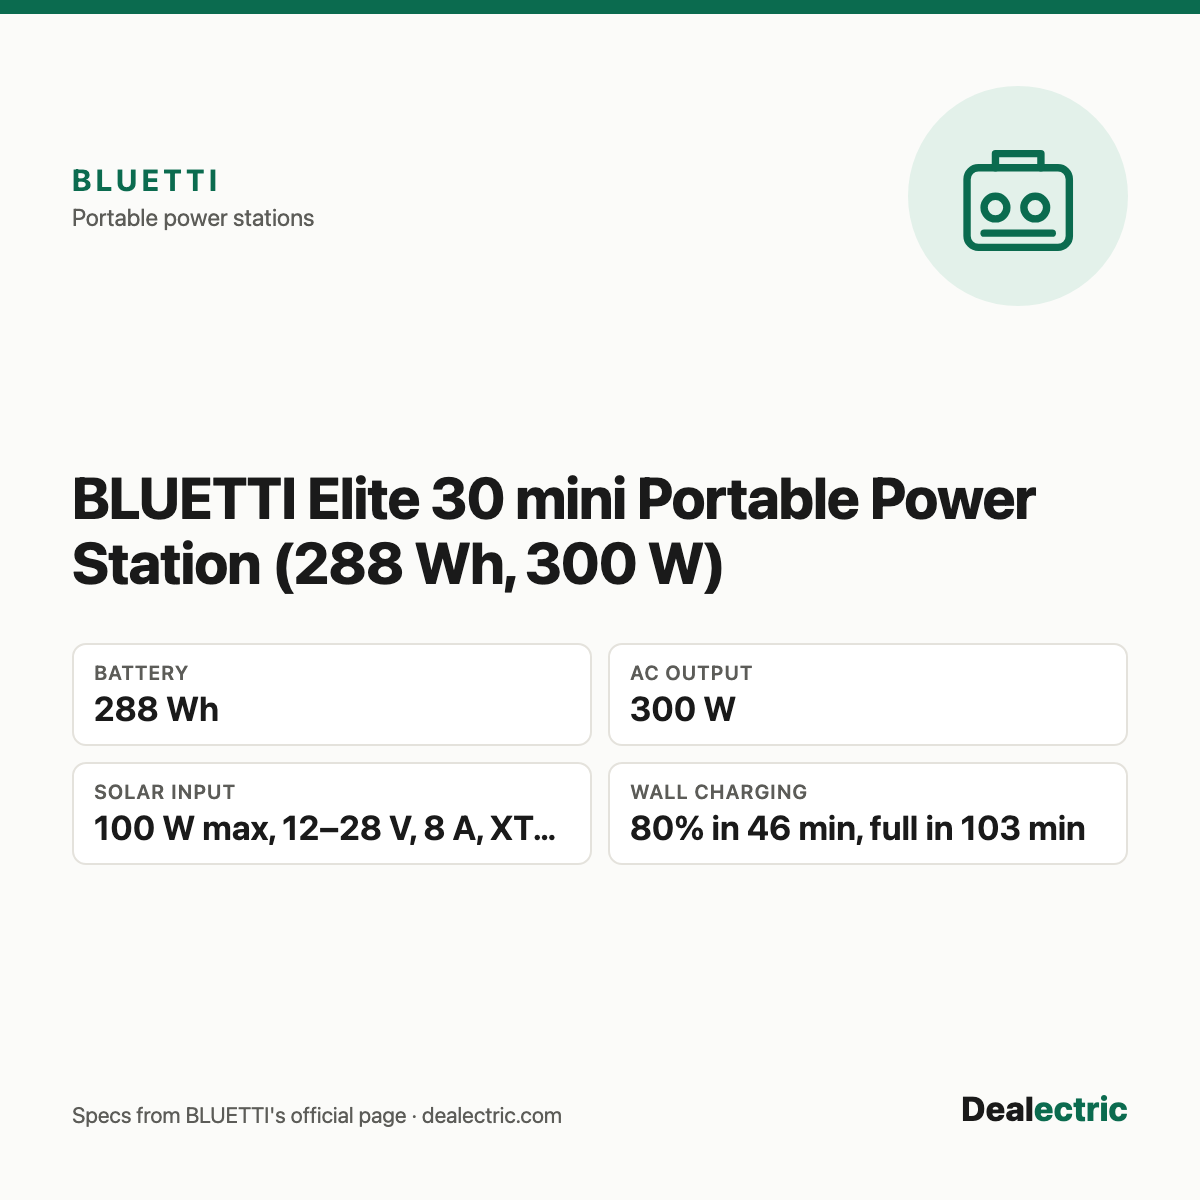 BLUETTI
Portable power stations
BLUETTI Elite 30 mini Portable Power
Station (288 Wh, 300 W)
BATTERY
288 Wh
AC OUTPUT
300 W
SOLAR INPUT
100 W max, 12–28 V, 8 A, XT...
WALL CHARGING
80% in 46 min, full in 103 min
Specs from BLUETTI's official page · dealectric.com
Dealectric